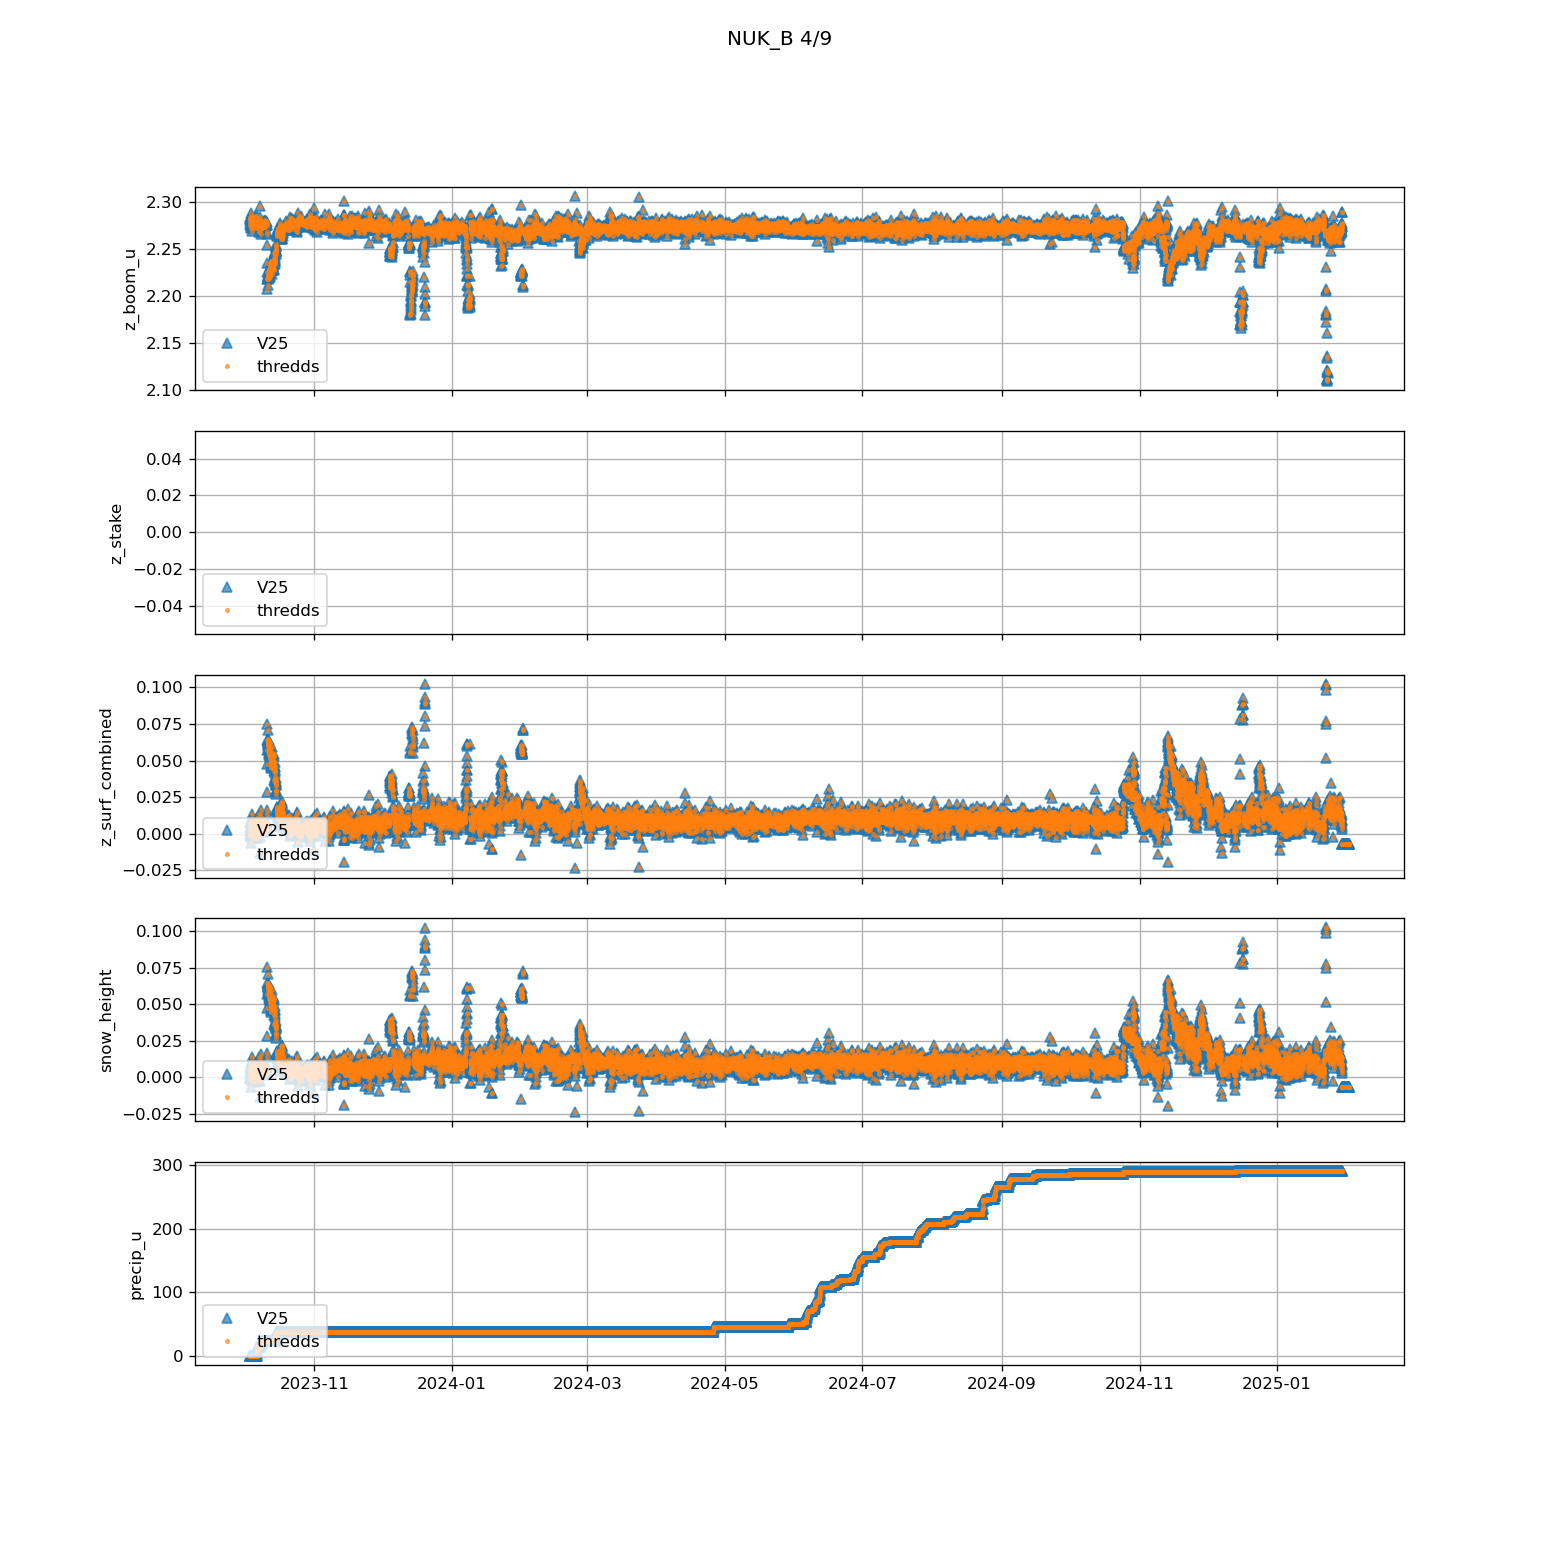 NUK_B 4/9
2.30
2.25
2.20
2.15
2.10
z_boom_u
V25
thredds
0.04
0.02
0.00
−0.02
−0.04
z_stake
V25
thredds
0.100
0.075
0.050
0.025
0.000
−0.025
z_surf_combined
V25
thredds
0.100
0.075
0.050
0.025
0.000
−0.025
snow_height
V25
thredds
300
200
100
0
precip_u
V25
thredds
2023-11 2024-01 2024-03 2024-05 2024-07 2024-09 2024-11 2025-01